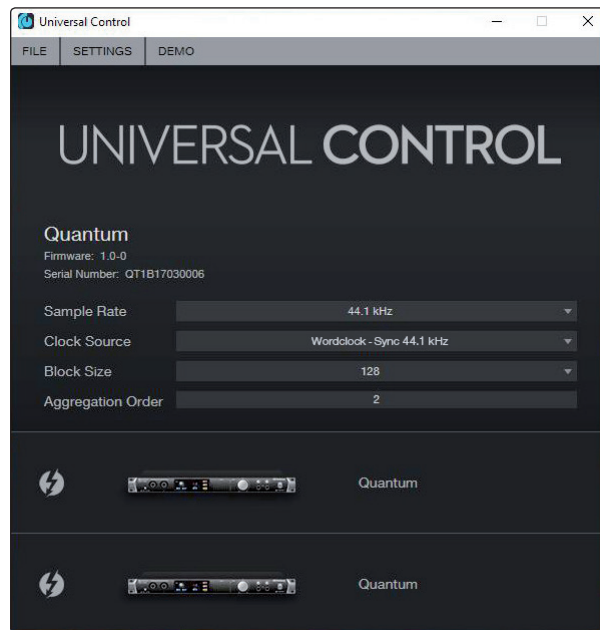 Universal Control
FILE SETTINGS DEMO
UNIVERSAL CONTROL
Quantum
Firmware: 1.0-0
Serial Number: QT1B17030006
Sample Rate 44.1 kHz
Clock Source Wordclock - Sync 44.1 kHz
Block Size 128
Aggregation Order 2
Quantum
Quantum